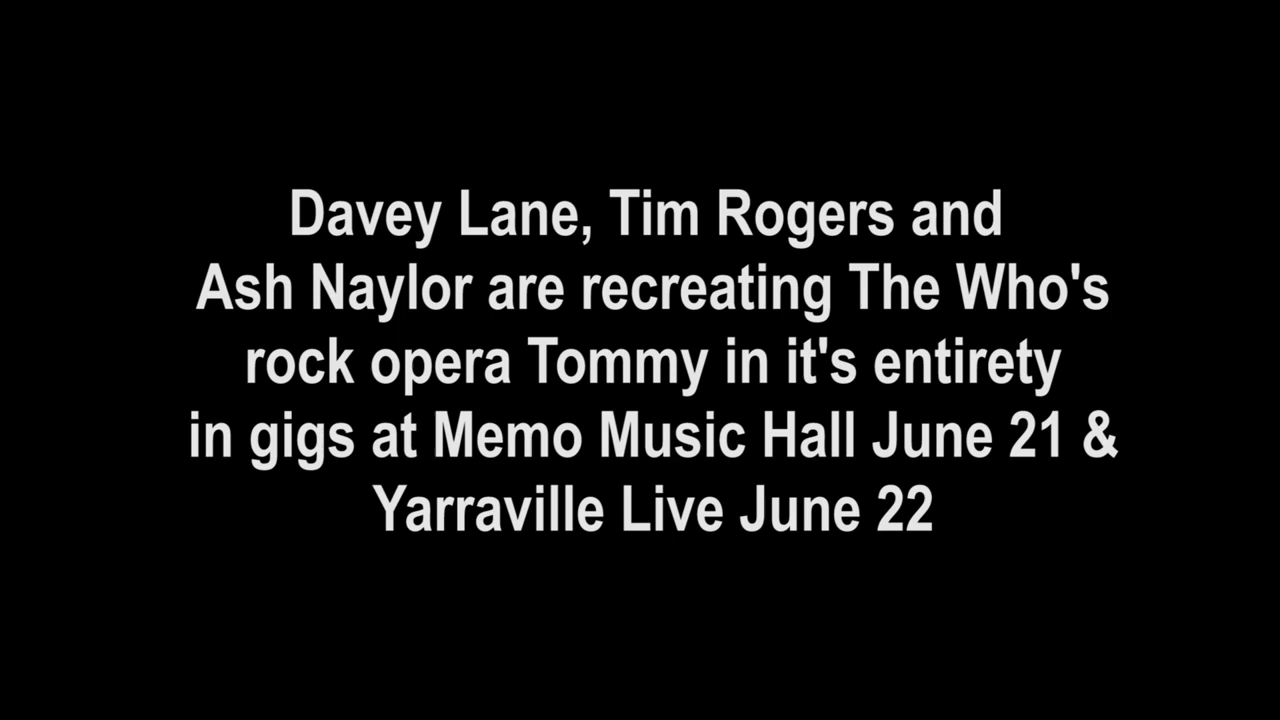 Davey Lane, Tim Rogers and
Ash Naylor are recreating The Who's
rock opera Tommy in it's entirety
in gigs at Memo Music Hall June 21 &
Yarraville Live June 22